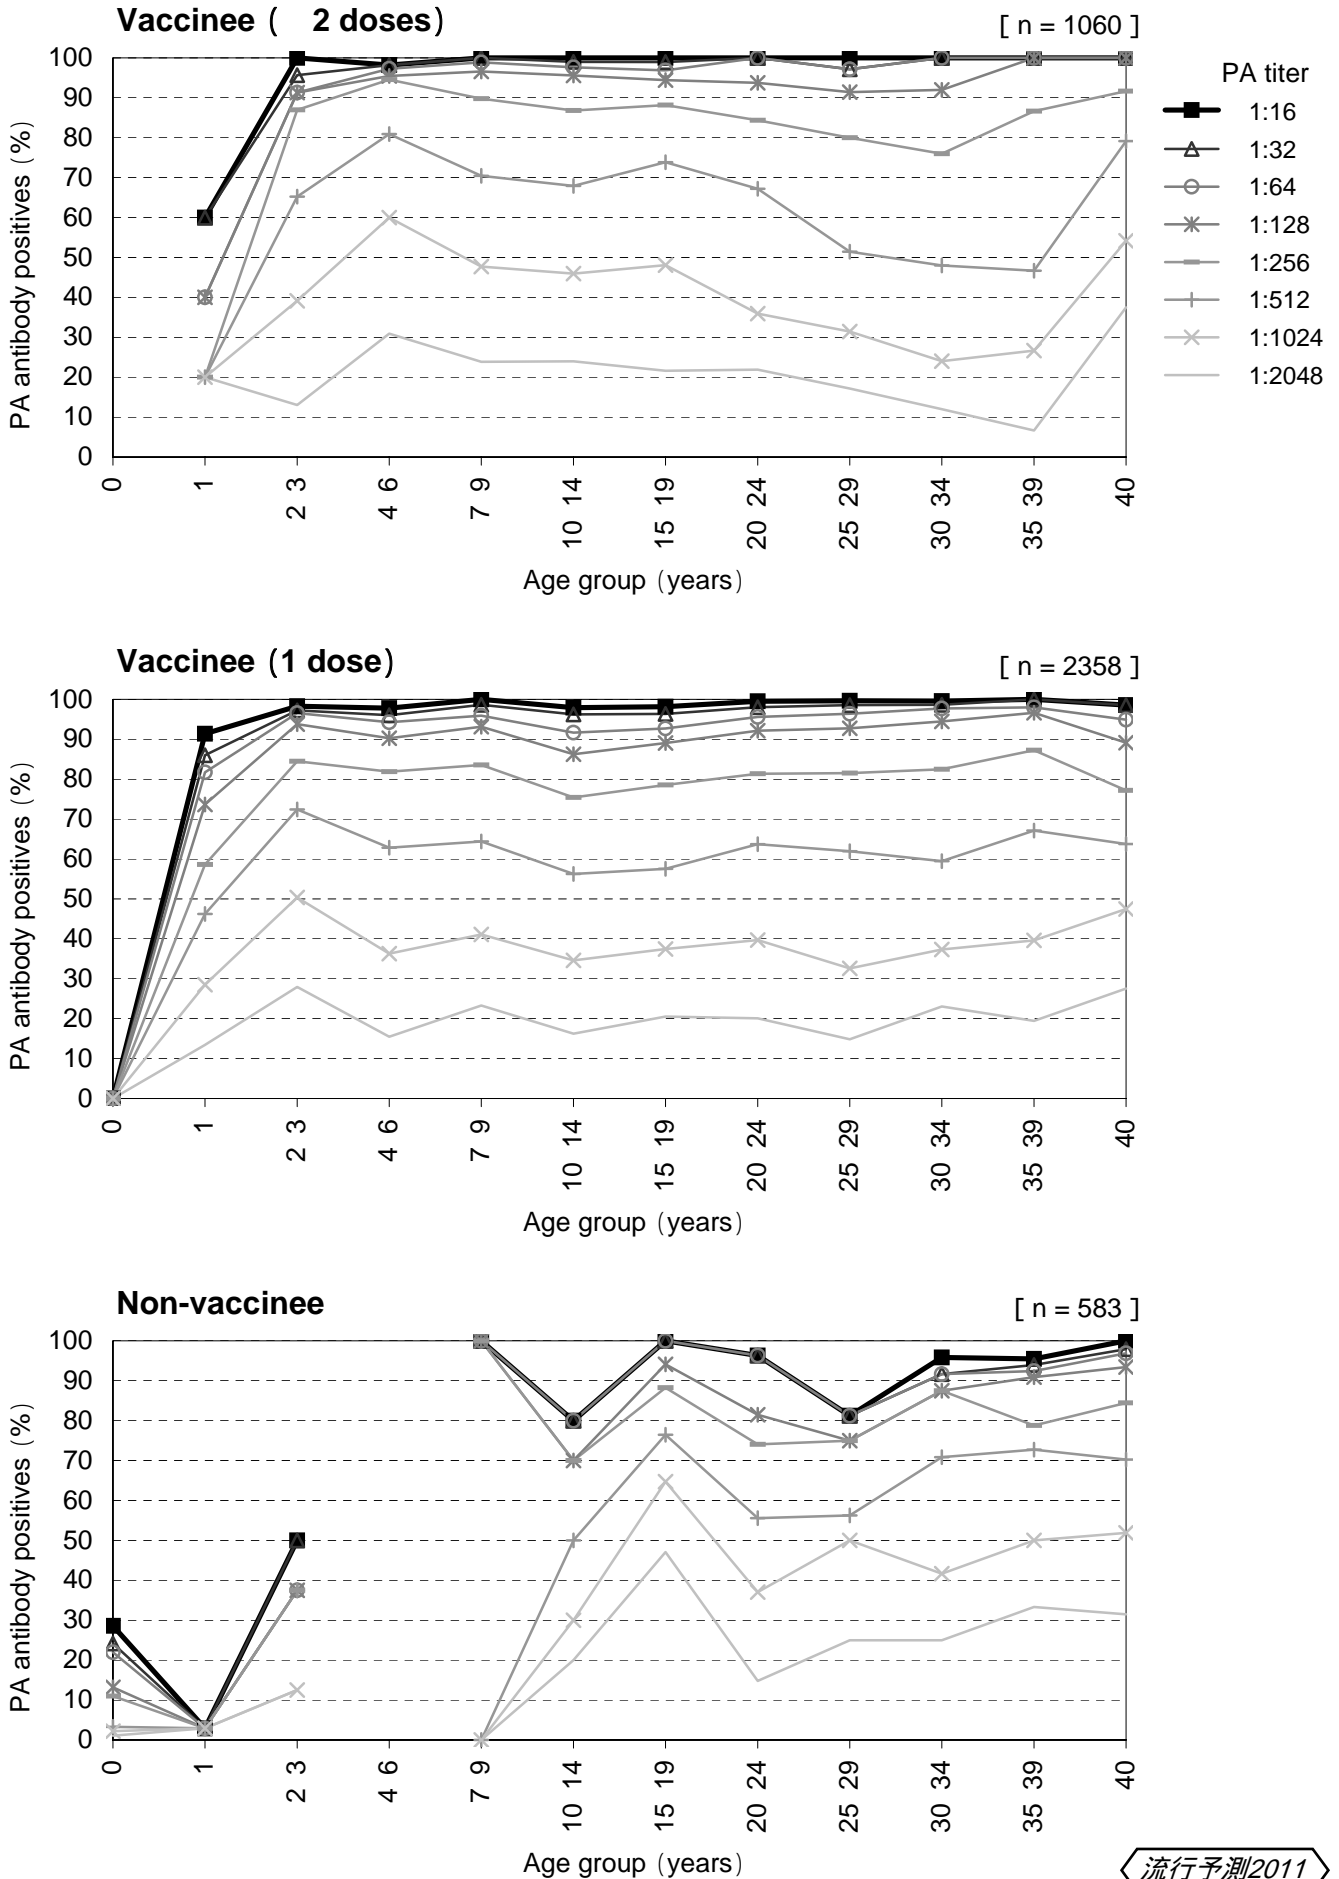 Vaccinee (  2 doses)
[ n = 1060 ]
PA titer
1:16
1:32
1:64
1:128
1:256
1:512
1:1024
1:2048
PA antibody positives (%)
100
90
80
70
60
50
40
30
20
10
0
0 1 2 3 4 6 7 9 10 14 15 19 20 24 25 29 30 34 35 39 40
Age group (years)
Vaccinee (1 dose)
[ n = 2358 ]
PA antibody positives (%)
100
90
80
70
60
50
40
30
20
10
0
0 1 2 3 4 6 7 9 10 14 15 19 20 24 25 29 30 34 35 39 40
Age group (years)
Non-vaccinee
[ n = 583 ]
PA antibody positives (%)
100
90
80
70
60
50
40
30
20
10
0
0 1 2 3 4 6 7 9 10 14 15 19 20 24 25 29 30 34 35 39 40
Age group (years)
流行予測2011